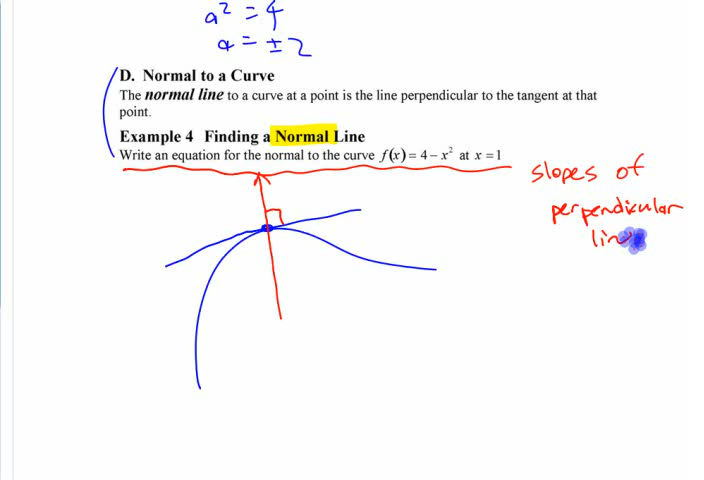 a² = 4
a = ± 2
D. Normal to a Curve
The normal line to a curve at a point is the line perpendicular to the tangent at that
point.
Example 4 Finding a Normal Line
Write an equation for the normal to the curve f(x) = 4 − x² at x = 1
slopes of
perpendicular